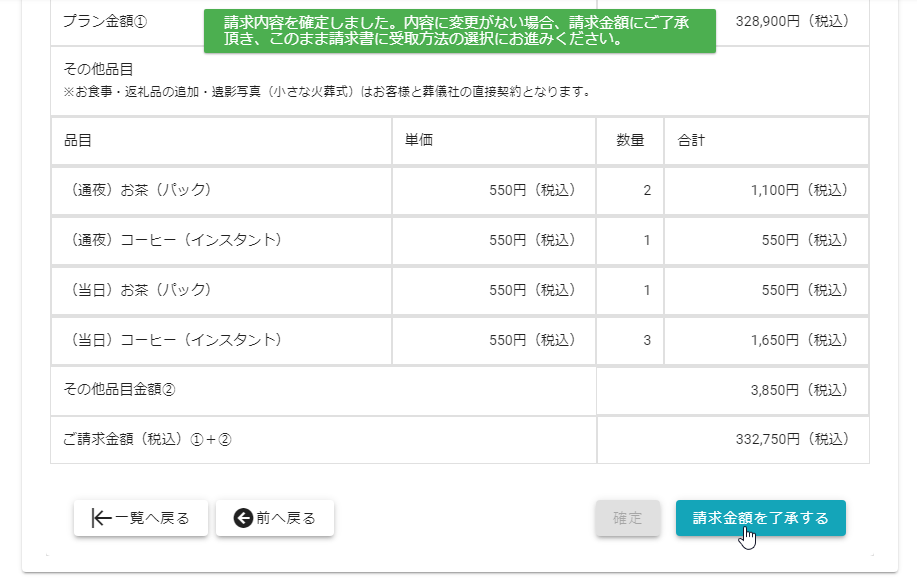 請求内容を確定しました。内容に変更がない場合、請求金額にご了承
頂き、このまま請求書に受取方法の選択にお進みください。
プラン金額① 328,900円（税込）
その他品目
※お食事・返礼品の追加・遺影写真（小さな火葬式）はお客様と葬儀社の直接契約となります。
品目 単価 数量 合計
（通夜）お茶（パック） 550円（税込） 2 1,100円（税込）
（通夜）コーヒー（インスタント） 550円（税込） 1 550円（税込）
（当日）お茶（パック） 550円（税込） 1 550円（税込）
（当日）コーヒー（インスタント） 550円（税込） 3 1,650円（税込）
その他品目金額② 3,850円（税込）
ご請求金額（税込）①＋② 332,750円（税込）
一覧へ戻る 前へ戻る 確定 請求金額を了承する